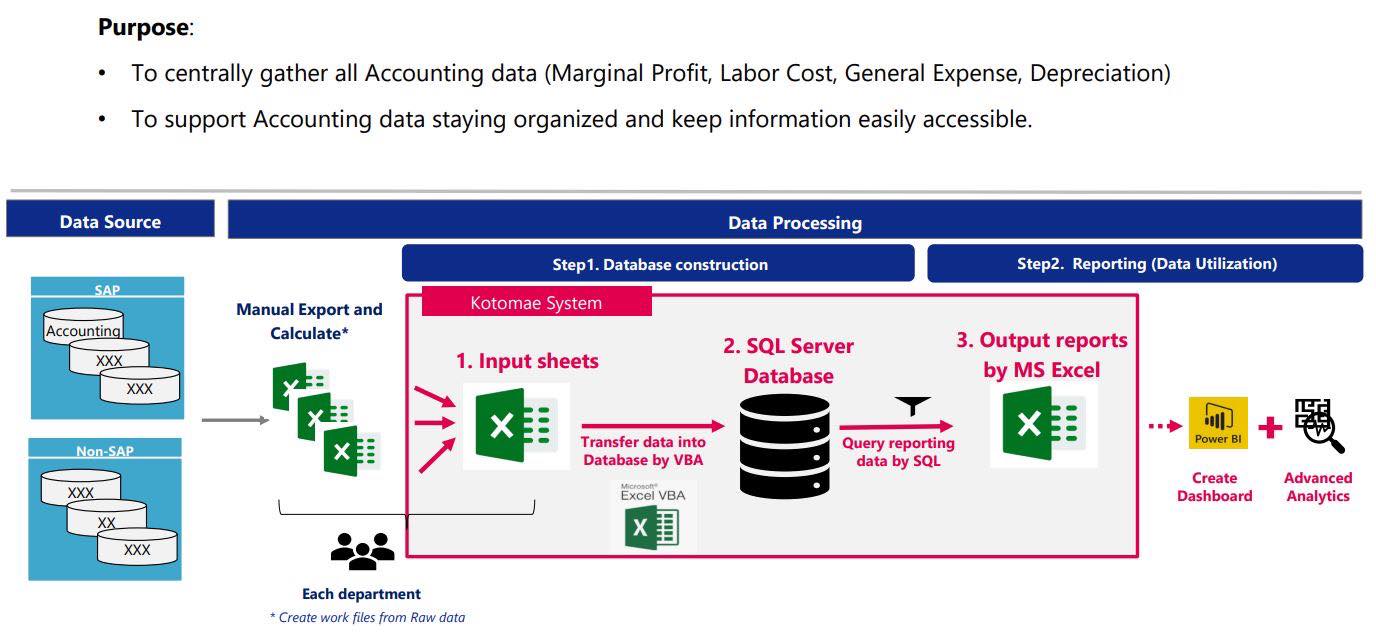 Purpose:
• To centrally gather all Accounting data (Marginal Profit, Labor Cost, General Expense, Depreciation)
• To support Accounting data staying organized and keep information easily accessible.
Data Source
Data Processing
Step1. Database construction
Step2. Reporting (Data Utilization)
SAP
Accounting
XXX
XXX
Non-SAP
XXX
XX
XXX
Manual Export and
Calculate*
Each department
* Create work files from Raw data
Kotomae System
1. Input sheets
Transfer data into
Database by VBA
Microsoft®
Excel VBA
2. SQL Server
Database
Query reporting
data by SQL
3. Output reports
by MS Excel
Power BI
Create
Dashboard
Advanced
Analytics